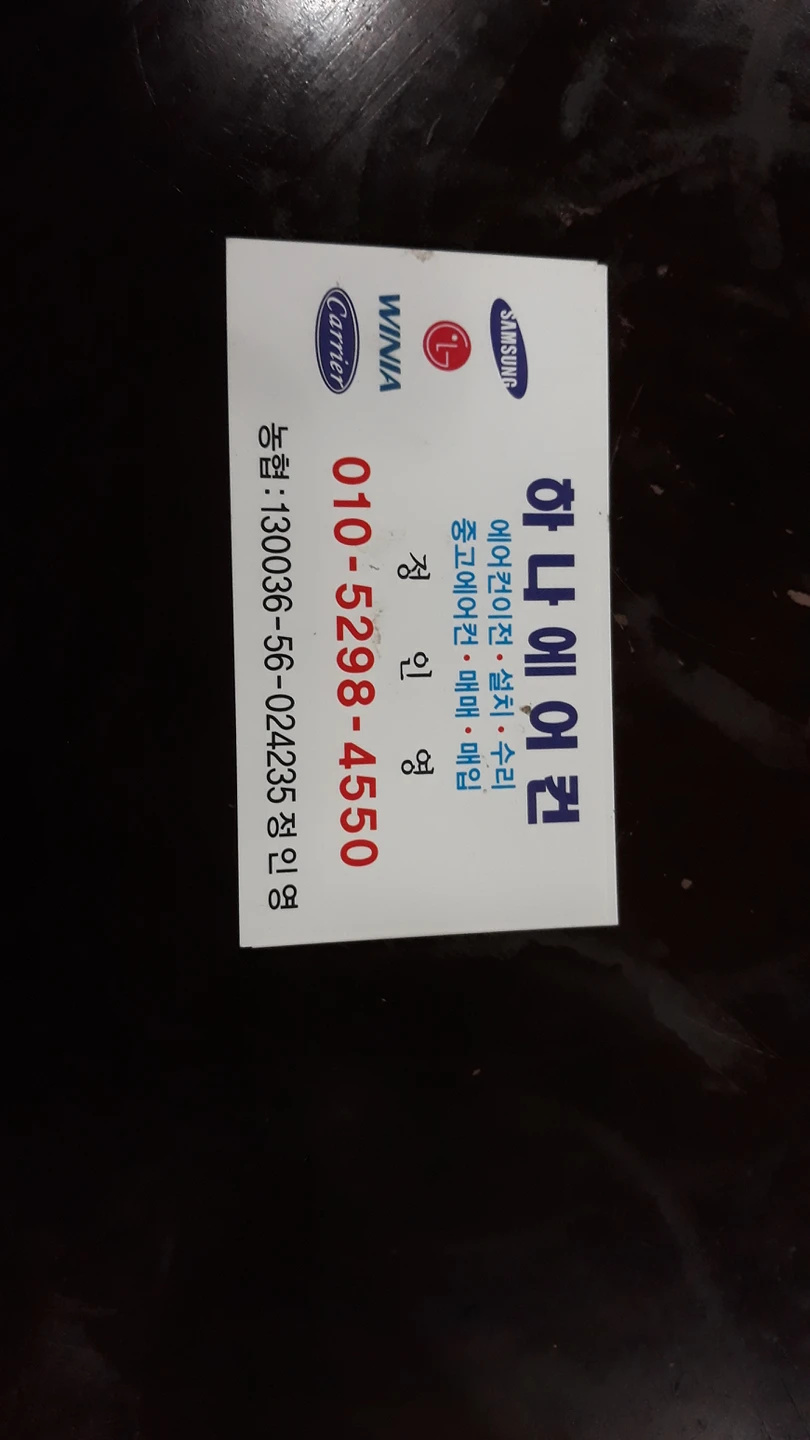 SAMSUNG
LG
WINIA
Carrier
하나에어컨
에어컨이전·설치·수리
중고에어컨·매매·매입
정 인 영
010-5298-4550
농협:130036-56-024235 정인영